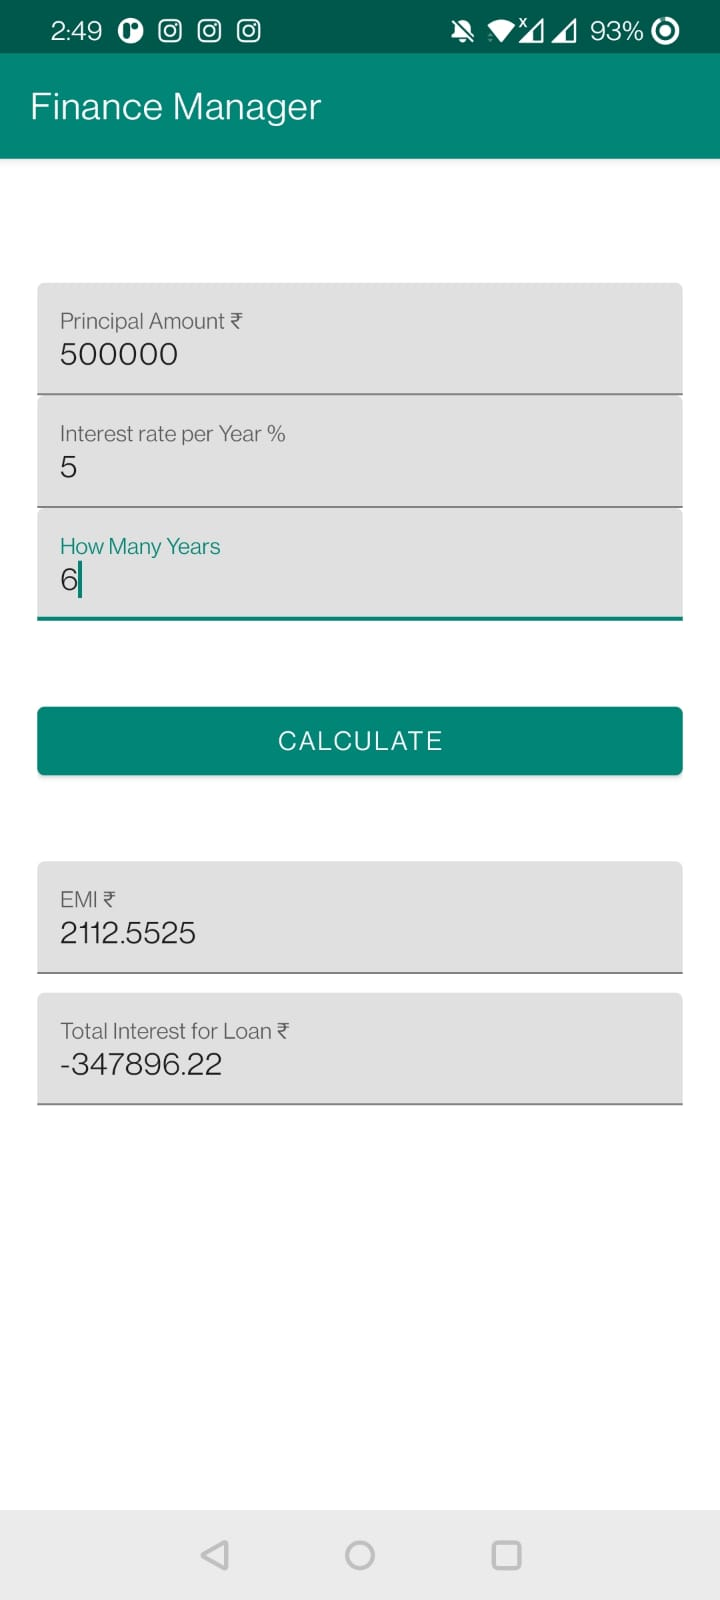 2:49 93%
Finance Manager
Principal Amount ₹
500000
Interest rate per Year %
5
How Many Years
6
CALCULATE
EMI ₹
2112.5525
Total Interest for Loan ₹
-347896.22